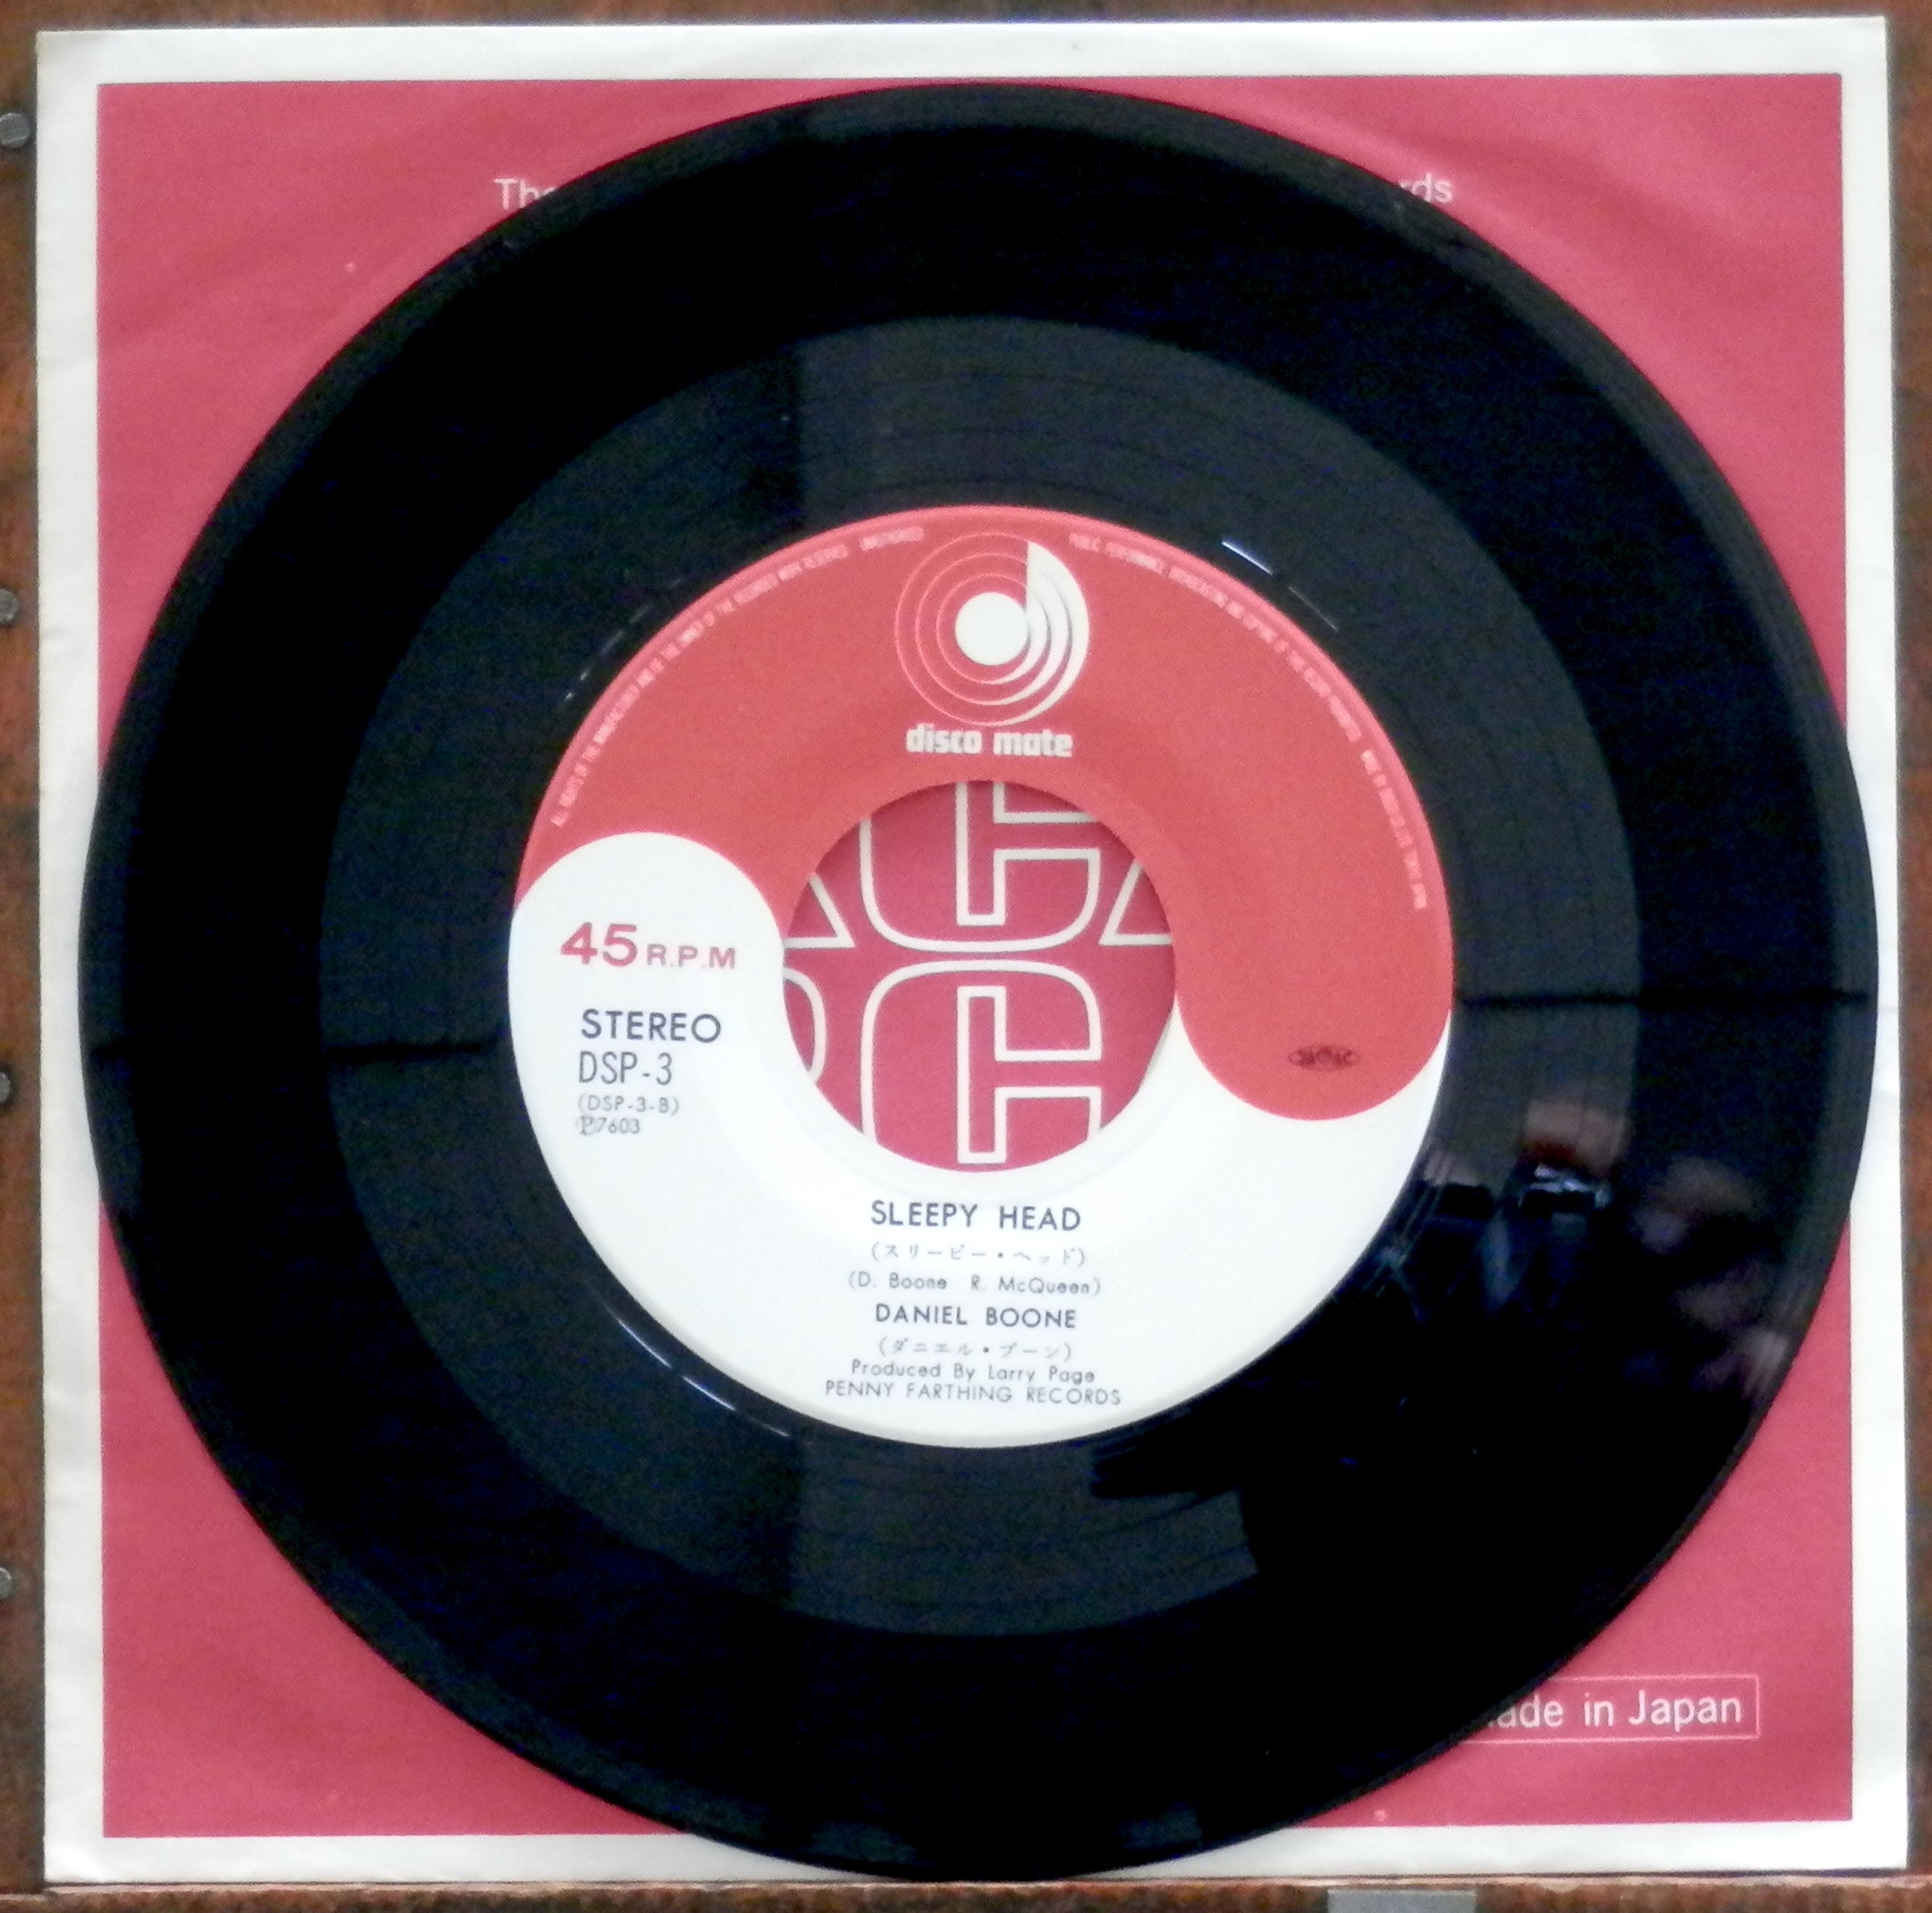 disco mate
45 R.P.M
STEREO
DSP-3
(DSP-3-B)
Ⓟ7603
SLEEPY HEAD
(スリーピー・ヘッド)
(D. Boone R. McQueen)
DANIEL BOONE
(ダニエル・ブーン)
Produced By Larry Page
PENNY FARTHING RECORDS
in Japan